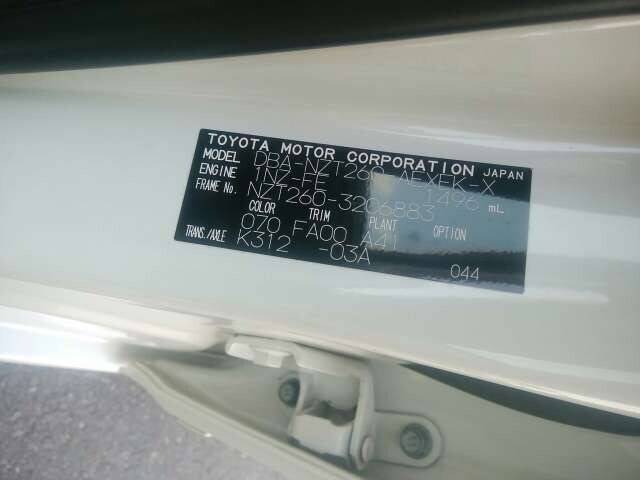 TOYOTA MOTOR CORPORATION JAPAN
MODEL DBA-NZT260-AEXEK-X
ENGINE 1NZ-FE 1496 mL
FRAME No. NZT260-3206883
COLOR TRIM PLANT OPTION
070 FA00 A41
TRANS./AXLE K312 -03A
044